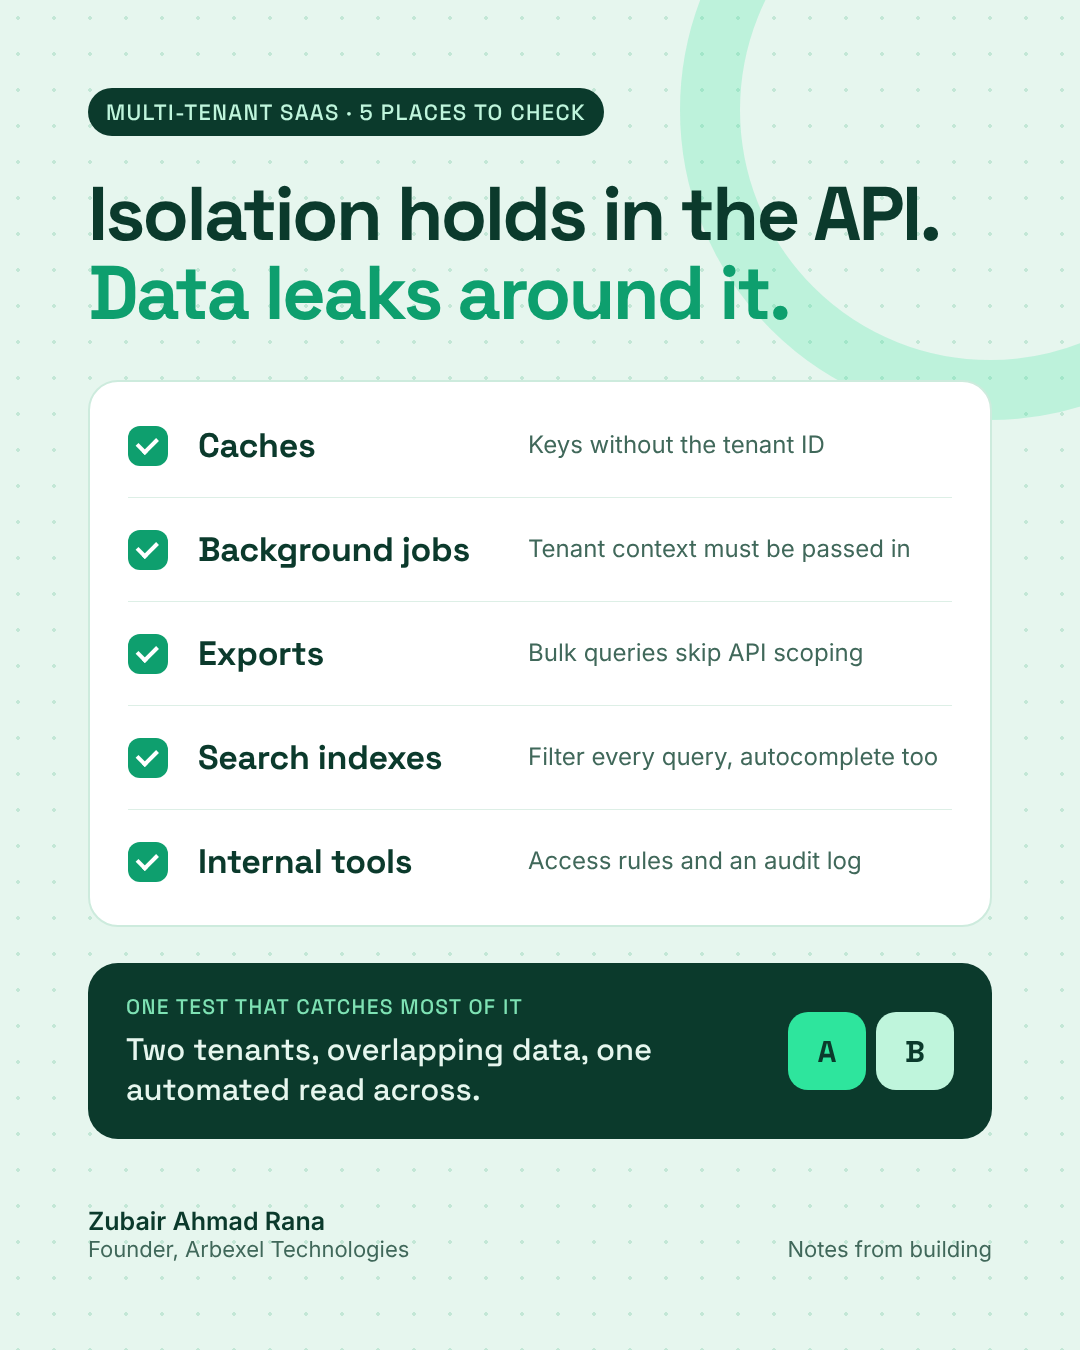 MULTI-TENANT SAAS · 5 PLACES TO CHECK
Isolation holds in the API.
Data leaks around it.
Caches Keys without the tenant ID
Background jobs Tenant context must be passed in
Exports Bulk queries skip API scoping
Search indexes Filter every query, autocomplete too
Internal tools Access rules and an audit log
ONE TEST THAT CATCHES MOST OF IT
Two tenants, overlapping data, one
automated read across.
A B
Zubair Ahmad Rana
Founder, Arbexel Technologies
Notes from building